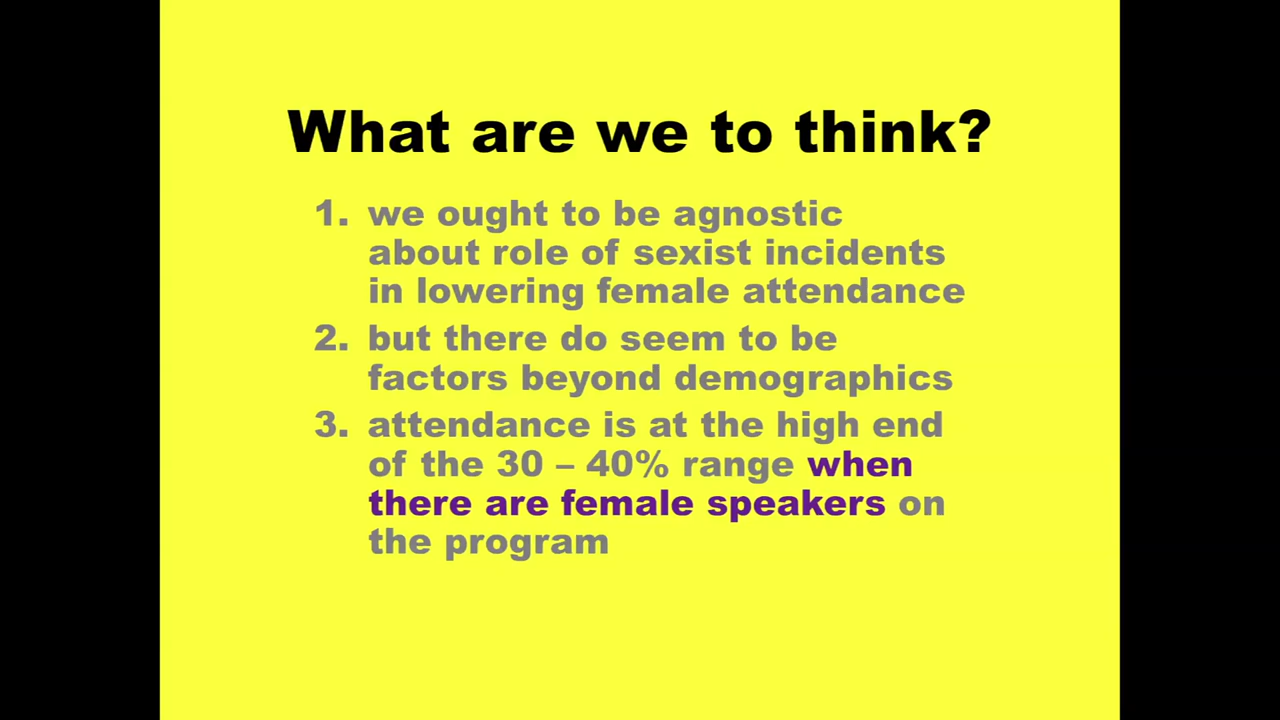 What are we to think?
1. we ought to be agnostic
about role of sexist incidents
in lowering female attendance
2. but there do seem to be
factors beyond demographics
3. attendance is at the high end
of the 30 – 40% range when
there are female speakers on
the program